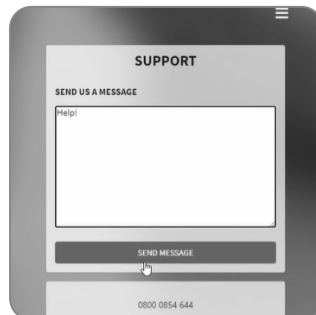 SUPPORT
SEND US A MESSAGE
Help!
SEND MESSAGE
0800 0854 644